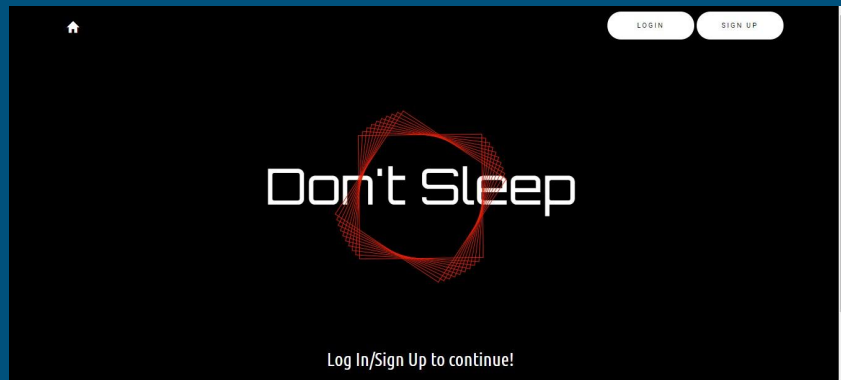 LOGIN
SIGN UP
Don't Sleep
Log In/Sign Up to continue!